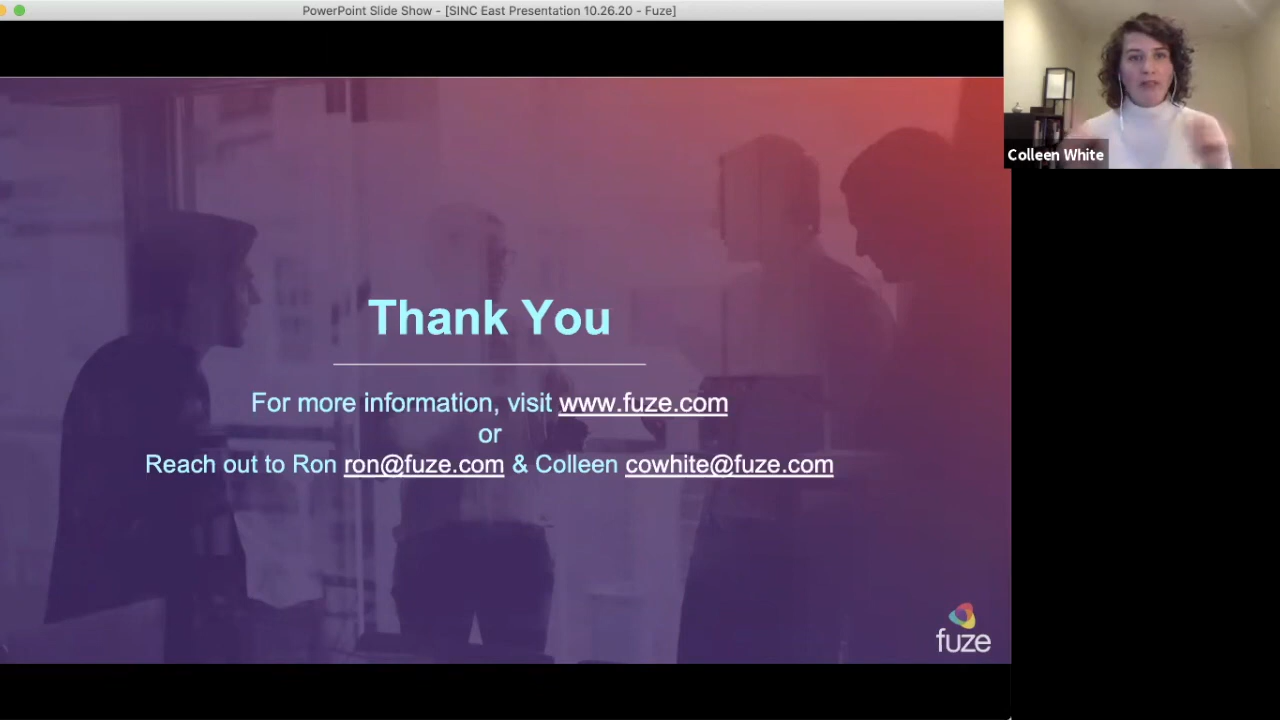 PowerPoint Slide Show - [SINC East Presentation 10.26.20 - Fuze]
Colleen White
Thank You
For more information, visit www.fuze.com
or
Reach out to Ron ron@fuze.com & Colleen cowhite@fuze.com
fuze